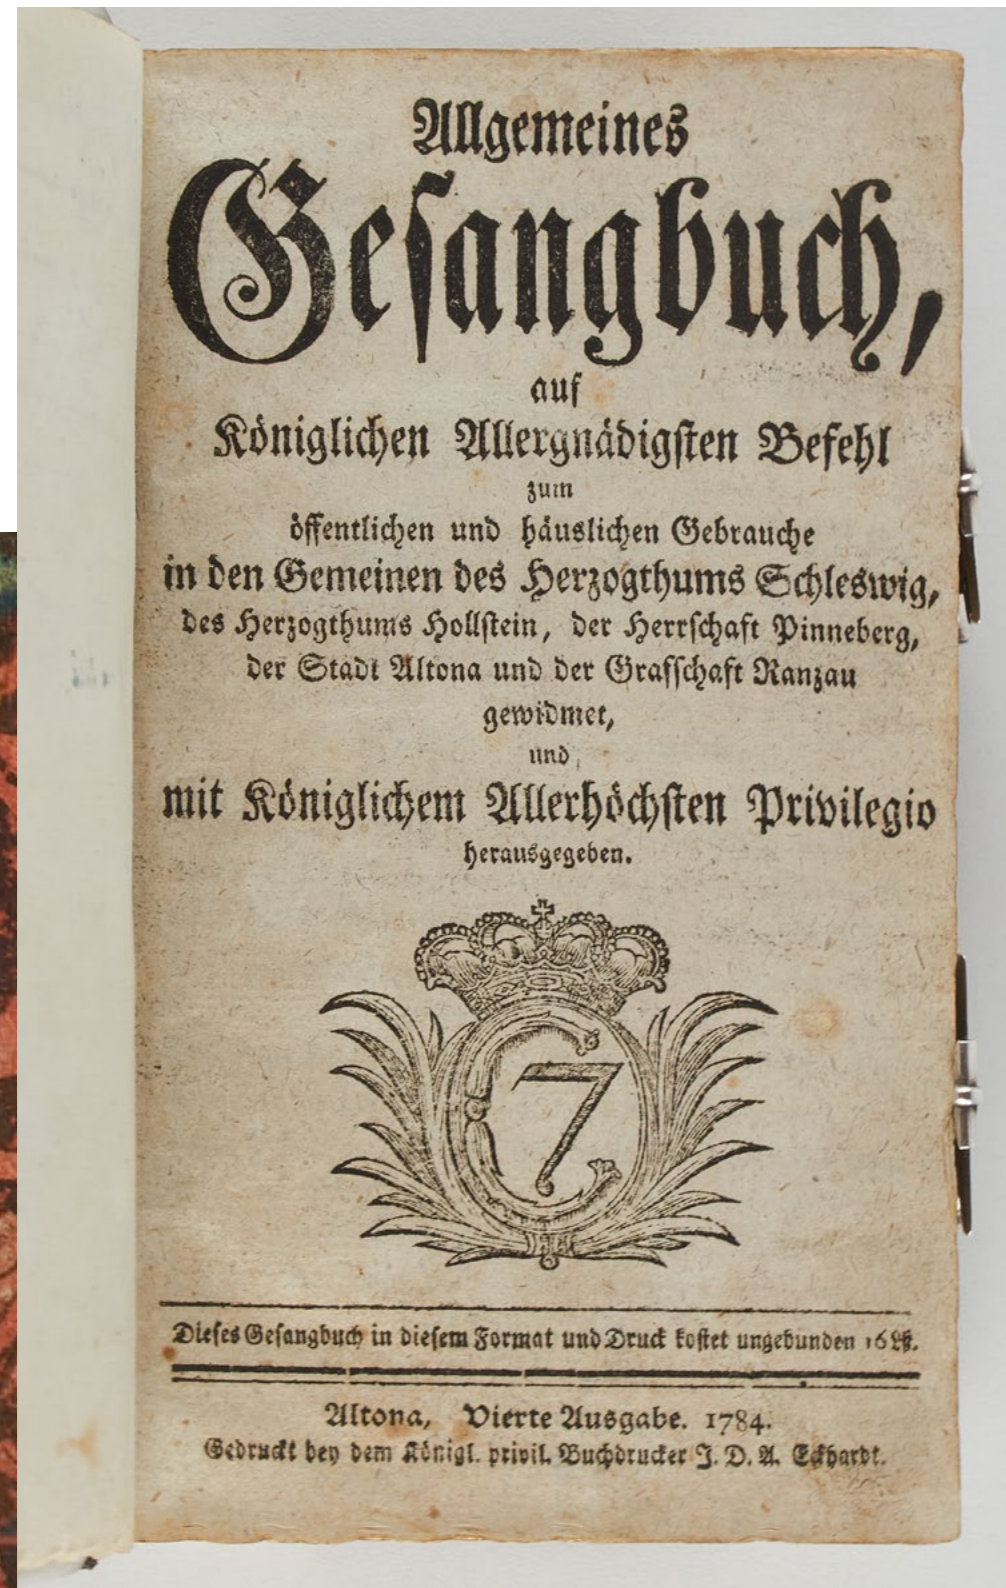 Allgemeines
Gesangbuch,
auf
Königlichen Allergnädigsten Befehl
zum
öffentlichen und häuslichen Gebrauche
in den Gemeinen des Herzogthums Schleswig,
des Herzogthums Hollstein, der Herrschaft Pinneberg,
der Stadt Altona und der Grafschaft Ranzau
gewidmet,
und
mit Königlichem Allerhöchsten Privilegio
herausgegeben.
C7
Dieses Gesangbuch in diesem Format und Druck kostet ungebunden 16 Lß.
Altona, Vierte Ausgabe. 1784.
Gedruckt bey dem Königl. privil. Buchdrucker J. D. A. Eckhardt.